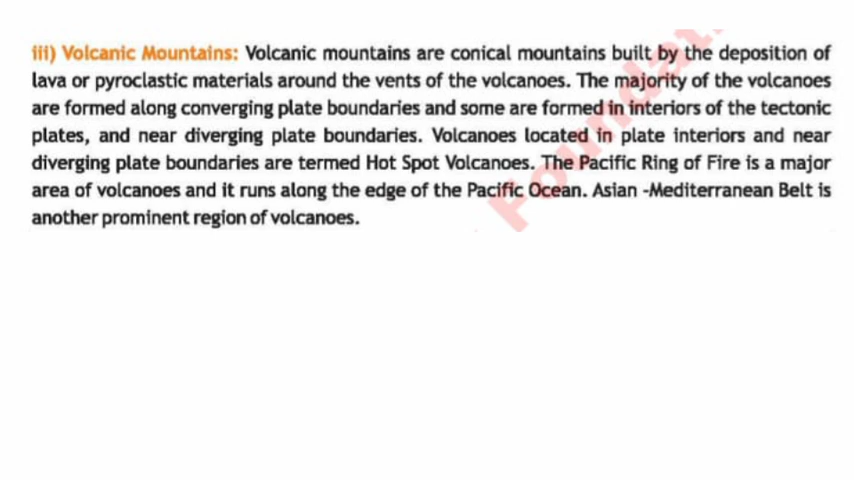 iii) Volcanic Mountains: Volcanic mountains are conical mountains built by the deposition of
lava or pyroclastic materials around the vents of the volcanoes. The majority of the volcanoes
are formed along converging plate boundaries and some are formed in interiors of the tectonic
plates, and near diverging plate boundaries. Volcanoes located in plate interiors and near
diverging plate boundaries are termed Hot Spot Volcanoes. The Pacific Ring of Fire is a major
area of volcanoes and it runs along the edge of the Pacific Ocean. Asian -Mediterranean Belt is
another prominent region of volcanoes.